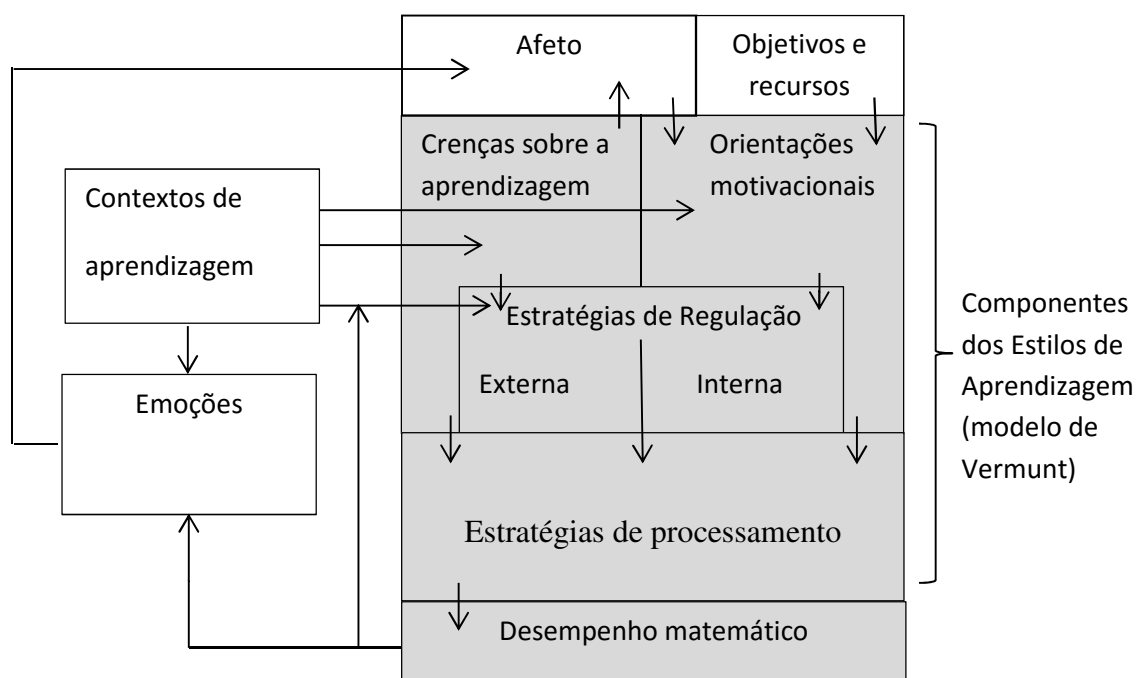 Afeto
Objetivos e
recursos
Crenças sobre a
aprendizagem
Orientações
motivacionais
Contextos de
aprendizagem
Estratégias de Regulação
Externa
Interna
Emoções
Componentes
dos Estilos de
Aprendizagem
(modelo de
Vermunt)
Estratégias de processamento
Desempenho matemático